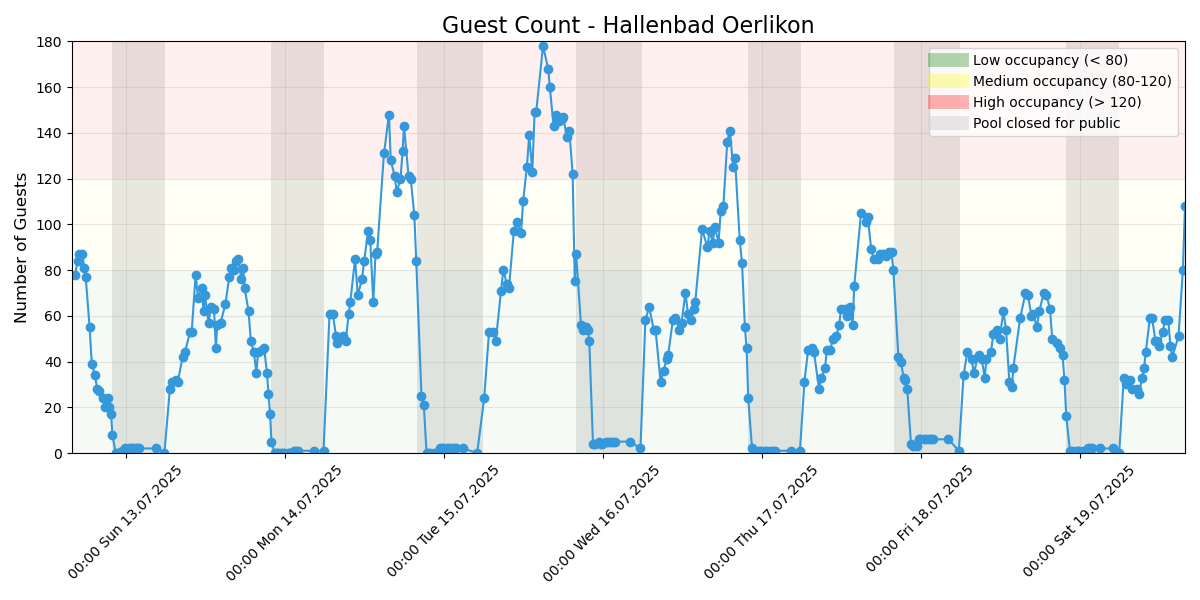 Guest Count - Hallenbad Oerlikon
Number of Guests
180
160
140
120
100
80
60
40
20
0
Low occupancy (< 80)
Medium occupancy (80-120)
High occupancy (> 120)
Pool closed for public
00:00 Sun 13.07.2025
00:00 Mon 14.07.2025
00:00 Tue 15.07.2025
00:00 Wed 16.07.2025
00:00 Thu 17.07.2025
00:00 Fri 18.07.2025
00:00 Sat 19.07.2025